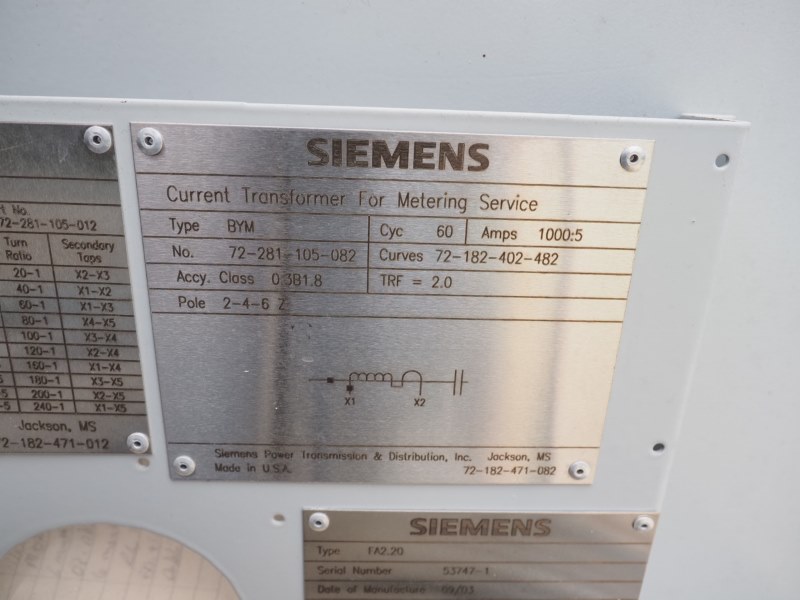 t No.
72-281-105-012
Turn Ratio
Secondary Taps
20-1 X2-X3
40-1 X1-X2
60-1 X1-X3
80-1 X4-X5
100-1 X3-X4
120-1 X2-X4
160-1 X1-X4
180-1 X3-X5
200-1 X2-X5
240-1 X1-X5
Jackson, MS
72-182-471-012
SIEMENS
Current Transformer For Metering Service
Type BYM Cyc 60 Amps 1000:5
No. 72-281-105-082 Curves 72-182-402-482
Accy. Class 0.3B1.8 TRF = 2.0
Pole 2-4-6 Z
X1 X2
Siemens Power Transmission & Distribution, Inc. Jackson, MS
Made in U.S.A. 72-182-471-082
SIEMENS
Type FA2.20
Serial Number 53747-1
Date of Manufacture 09/03